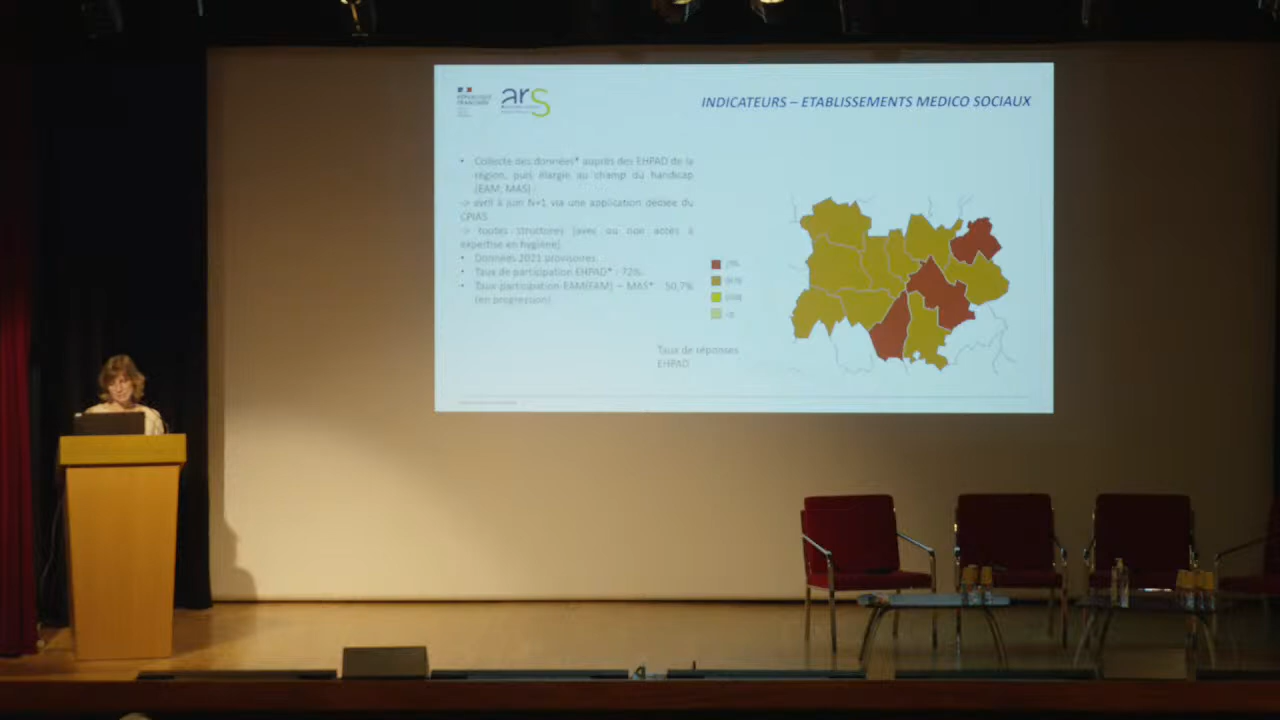 RÉPUBLIQUE
FRANÇAISE
ars
INDICATEURS – ETABLISSEMENTS MEDICO SOCIAUX
• Collecte des données* auprès des EHPAD de la
région, puis élargie au champ du handicap
(EAM, MAS)
-> avril à juin N+1 via une application dédiée du
CPIAS
-> toutes structures (avec ou non accès à
expertise en hygiène).
• Données 2021 provisoires
• Taux de participation EHPAD* : 72%
• Taux participation EAM(FAM) – MAS* : 50,7%
(en progression)
Taux de réponses
EHPAD